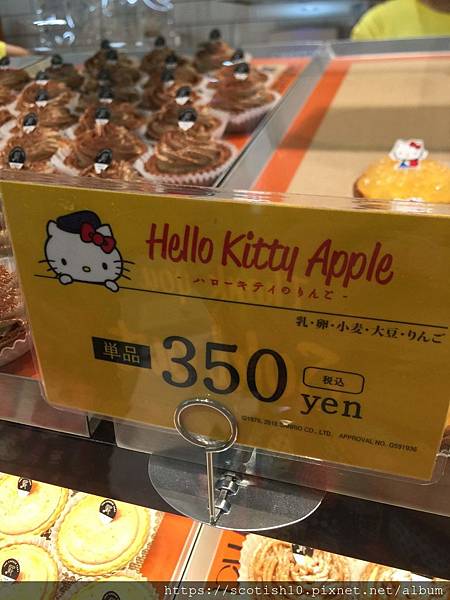 Hello Kitty Apple
- ハローキティのりんご -
乳・卵・小麦・大豆・りんご
単品 350 税込 yen
©1976, 2018 SANRIO CO., LTD. APPROVAL NO. G591936
https://scotish10.pixnet.net/album